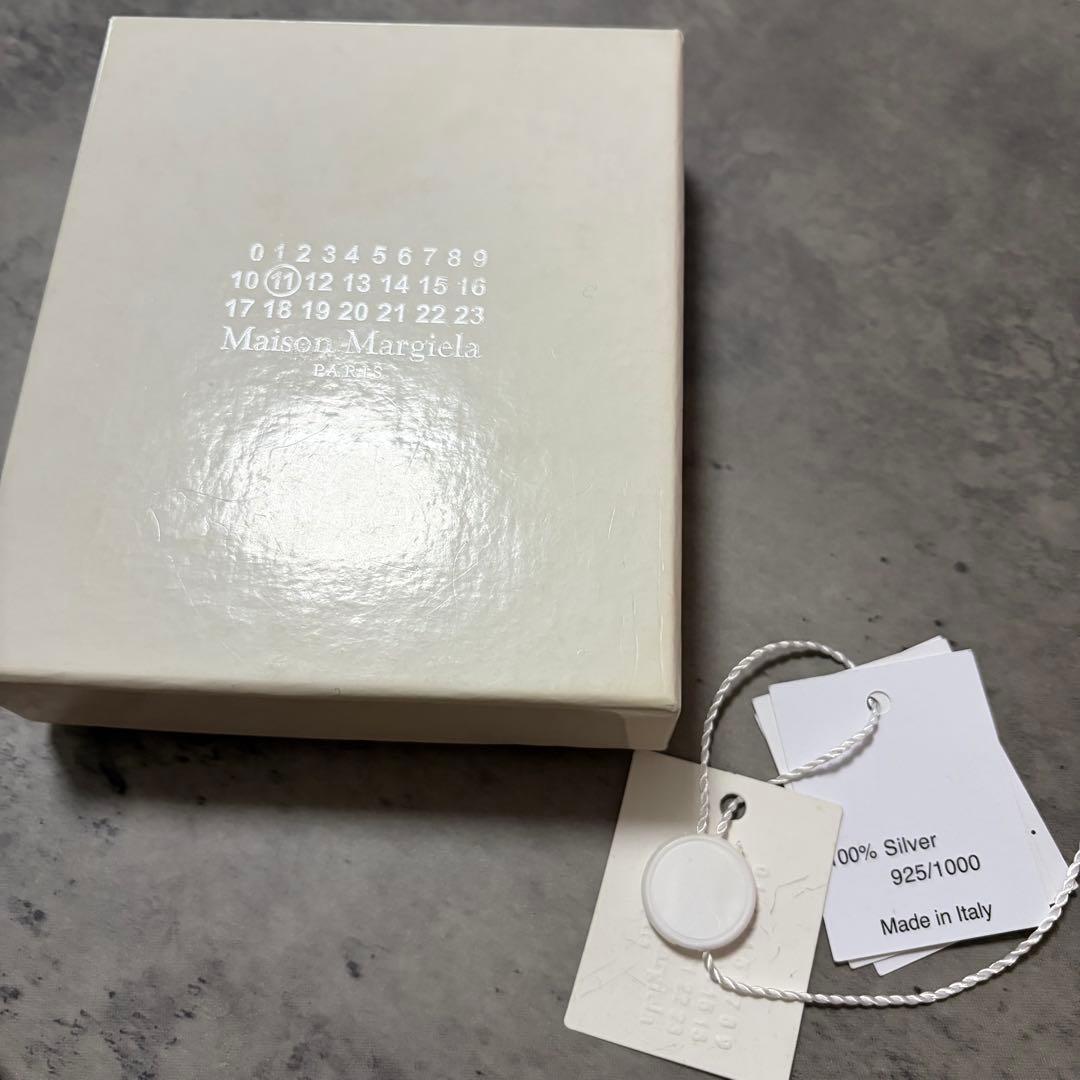 0 1 2 3 4 5 6 7 8 9
10 11 12 13 14 15 16
17 18 19 20 21 22 23
Maison Margiela
PARIS
00% Silver
925/1000
Made in Italy